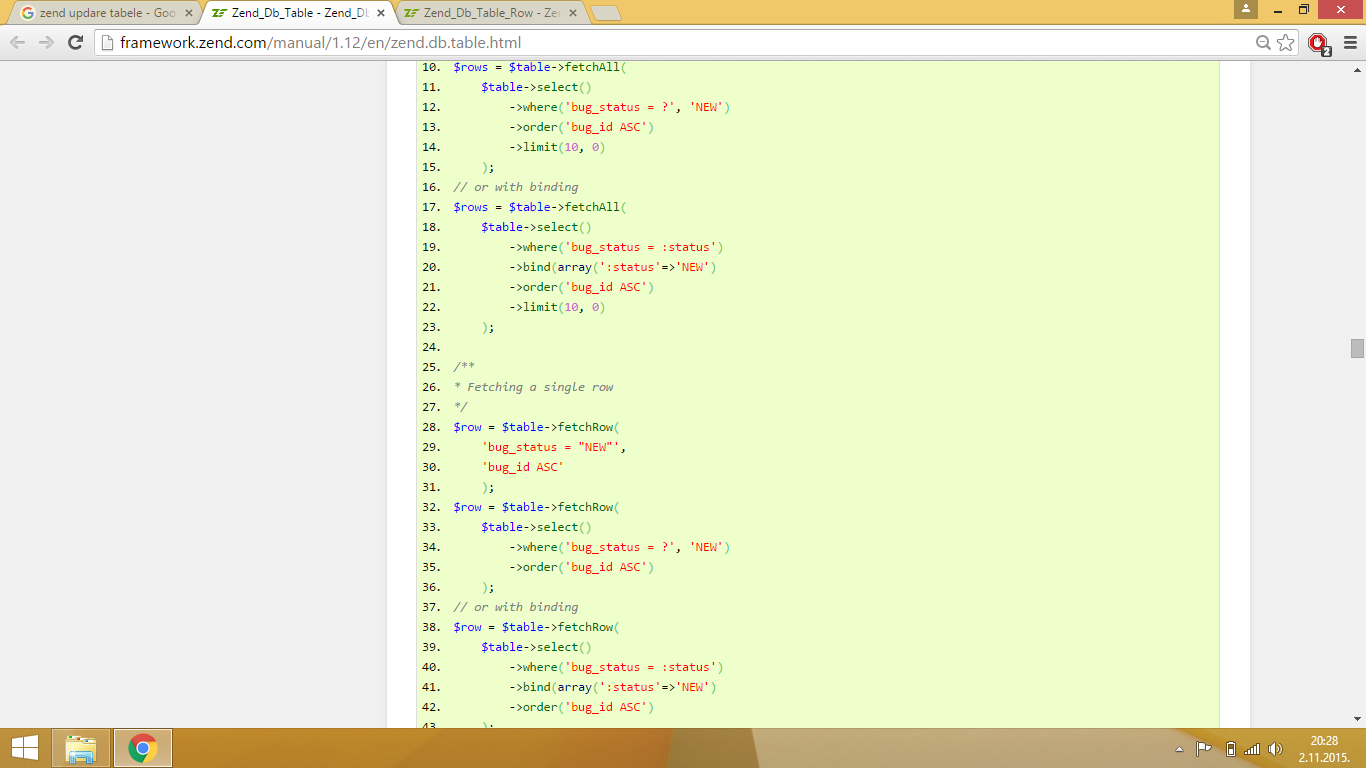 zend updare tabele - Goo
Zend_Db_Table - Zend_Db
Zend_Db_Table_Row - Zen
framework.zend.com/manual/1.12/en/zend.db.table.html
2
10. $rows = $table->fetchAll(
11. $table->select()
12. ->where('bug_status = ?', 'NEW')
13. ->order('bug_id ASC')
14. ->limit(10, 0)
15. );
16. // or with binding
17. $rows = $table->fetchAll(
18. $table->select()
19. ->where('bug_status = :status')
20. ->bind(array(':status'=>'NEW')
21. ->order('bug_id ASC')
22. ->limit(10, 0)
23. );
24.
25. /**
26. * Fetching a single row
27. */
28. $row = $table->fetchRow(
29. 'bug_status = "NEW"',
30. 'bug_id ASC'
31. );
32. $row = $table->fetchRow(
33. $table->select()
34. ->where('bug_status = ?', 'NEW')
35. ->order('bug_id ASC')
36. );
37. // or with binding
38. $row = $table->fetchRow(
39. $table->select()
40. ->where('bug_status = :status')
41. ->bind(array(':status'=>'NEW')
42. ->order('bug_id ASC')
43. );
20:28
2.11.2015.